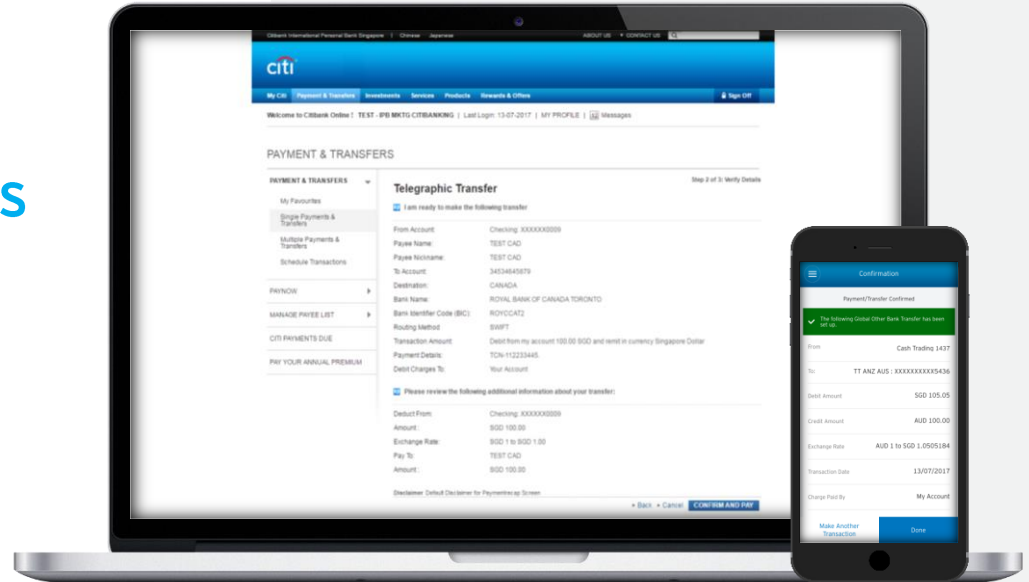 S
Citibank International Personal Bank Singapore | Chinese Japanese ABOUT US CONTACT US
citi
My Citi Payment & Transfers Investments Services Products Rewards & Offers Sign Off
Welcome to Citibank Online ! TEST - IPB MKTG CITIBANKING | Last Login: 13-07-2017 | MY PROFILE | Messages
PAYMENT & TRANSFERS
PAYMENT & TRANSFERS
My Favourites
Single Payments &
Transfers
Multiple Payments &
Transfers
Schedule Transactions
PAYNOW
MANAGE PAYEE LIST
CITI PAYMENTS DUE
PAY YOUR ANNUAL PREMIUM
Step 2 of 3: Verify Details
Telegraphic Transfer
I am ready to make the following transfer
From Account: Checking: XXXXXX0009
Payee Name: TEST CAD
Payee Nickname: TEST CAD
To Account: 34534645879
Destination: CANADA
Bank Name: ROYAL BANK OF CANADA TORONTO
Bank Identifier Code (BIC) ROYCCAT2
Routing Method SWIFT
Transaction Amount Debit from my account 100.00 SGD and remit in currency Singapore Dollar
Payment Details: TCN-112233445.
Debit Charges To: Your Account
Please review the following additional information about your transfer:
Deduct From: Checking: XXXXXX0009
Amount : SGD 100.00
Exchange Rate: SGD 1 to SGD 1.00
Pay To: TEST CAD
Amount : SGD 100.00
Disclaimer Default Disclaimer for Paymentrecap Screen
Back Cancel CONFIRM AND PAY
Confirmation
Payment/Transfer Confirmed
The following Global Other Bank Transfer has been
set up.
From Cash Trading 1437
To: TT ANZ AUS : XXXXXXXXXX5436
Debit Amount SGD 105.05
Credit Amount AUD 100.00
Exchange Rate AUD 1 to SGD 1.0505184
Transaction Date 13/07/2017
Charge Paid By My Account
Make Another
Transaction
Done